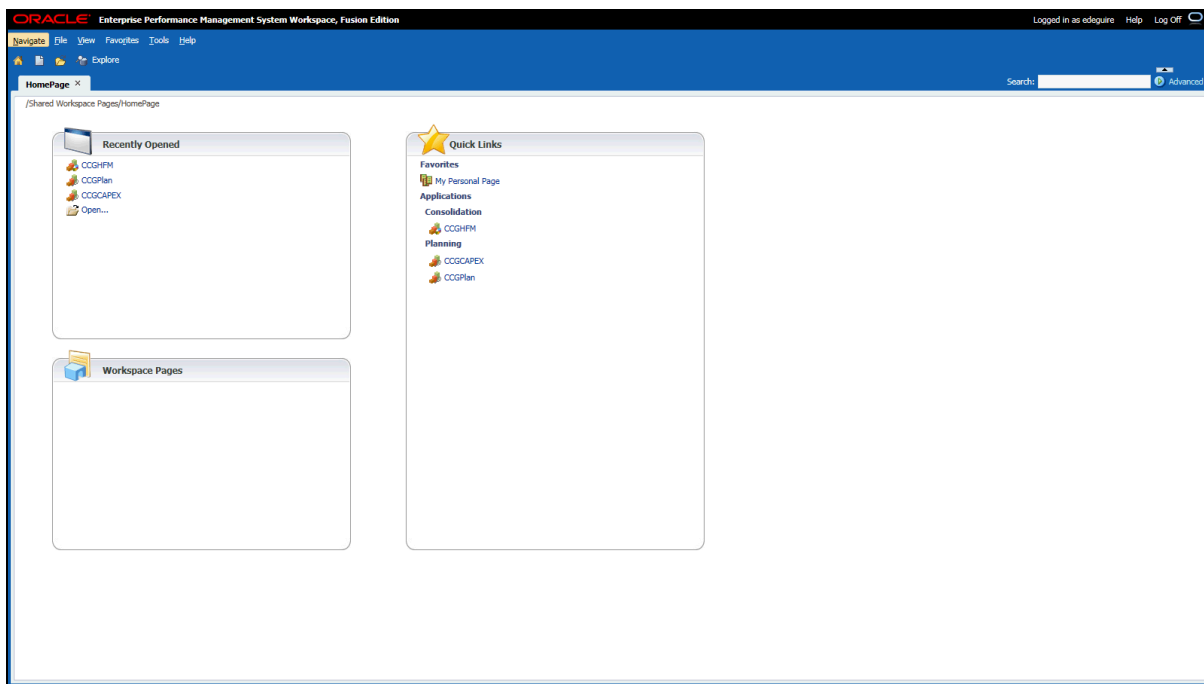 ORACLE Enterprise Performance Management System Workspace, Fusion Edition
Logged in as edeguire Help Log Off
Navigate File View Favorites Tools Help
Explore
HomePage
Search:
Advanced
/Shared Workspace Pages/HomePage
Recently Opened
CCGHFM
CCGPlan
CCGCAPEX
Open...
Workspace Pages
Quick Links
Favorites
My Personal Page
Applications
Consolidation
CCGHFM
Planning
CCGCAPEX
CCGPlan